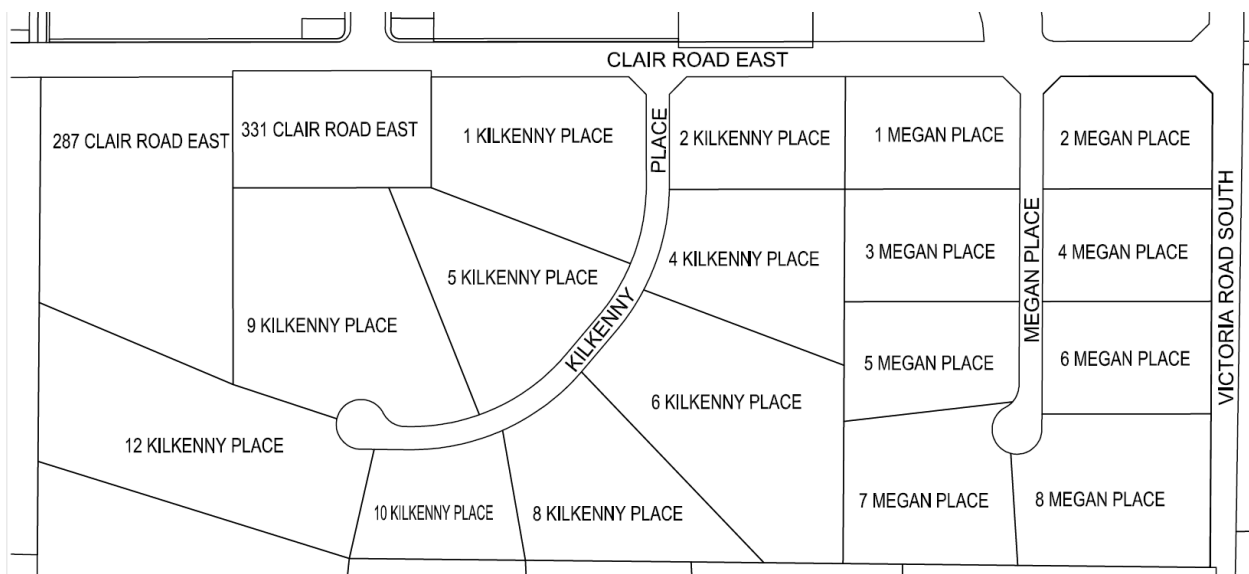 CLAIR ROAD EAST
287 CLAIR ROAD EAST
331 CLAIR ROAD EAST
1 KILKENNY PLACE
PLACE
2 KILKENNY PLACE
1 MEGAN PLACE
2 MEGAN PLACE
VICTORIA ROAD SOUTH
MEGAN PLACE
5 KILKENNY PLACE
4 KILKENNY PLACE
3 MEGAN PLACE
4 MEGAN PLACE
9 KILKENNY PLACE
KILKENNY
5 MEGAN PLACE
6 MEGAN PLACE
6 KILKENNY PLACE
12 KILKENNY PLACE
10 KILKENNY PLACE
8 KILKENNY PLACE
7 MEGAN PLACE
8 MEGAN PLACE